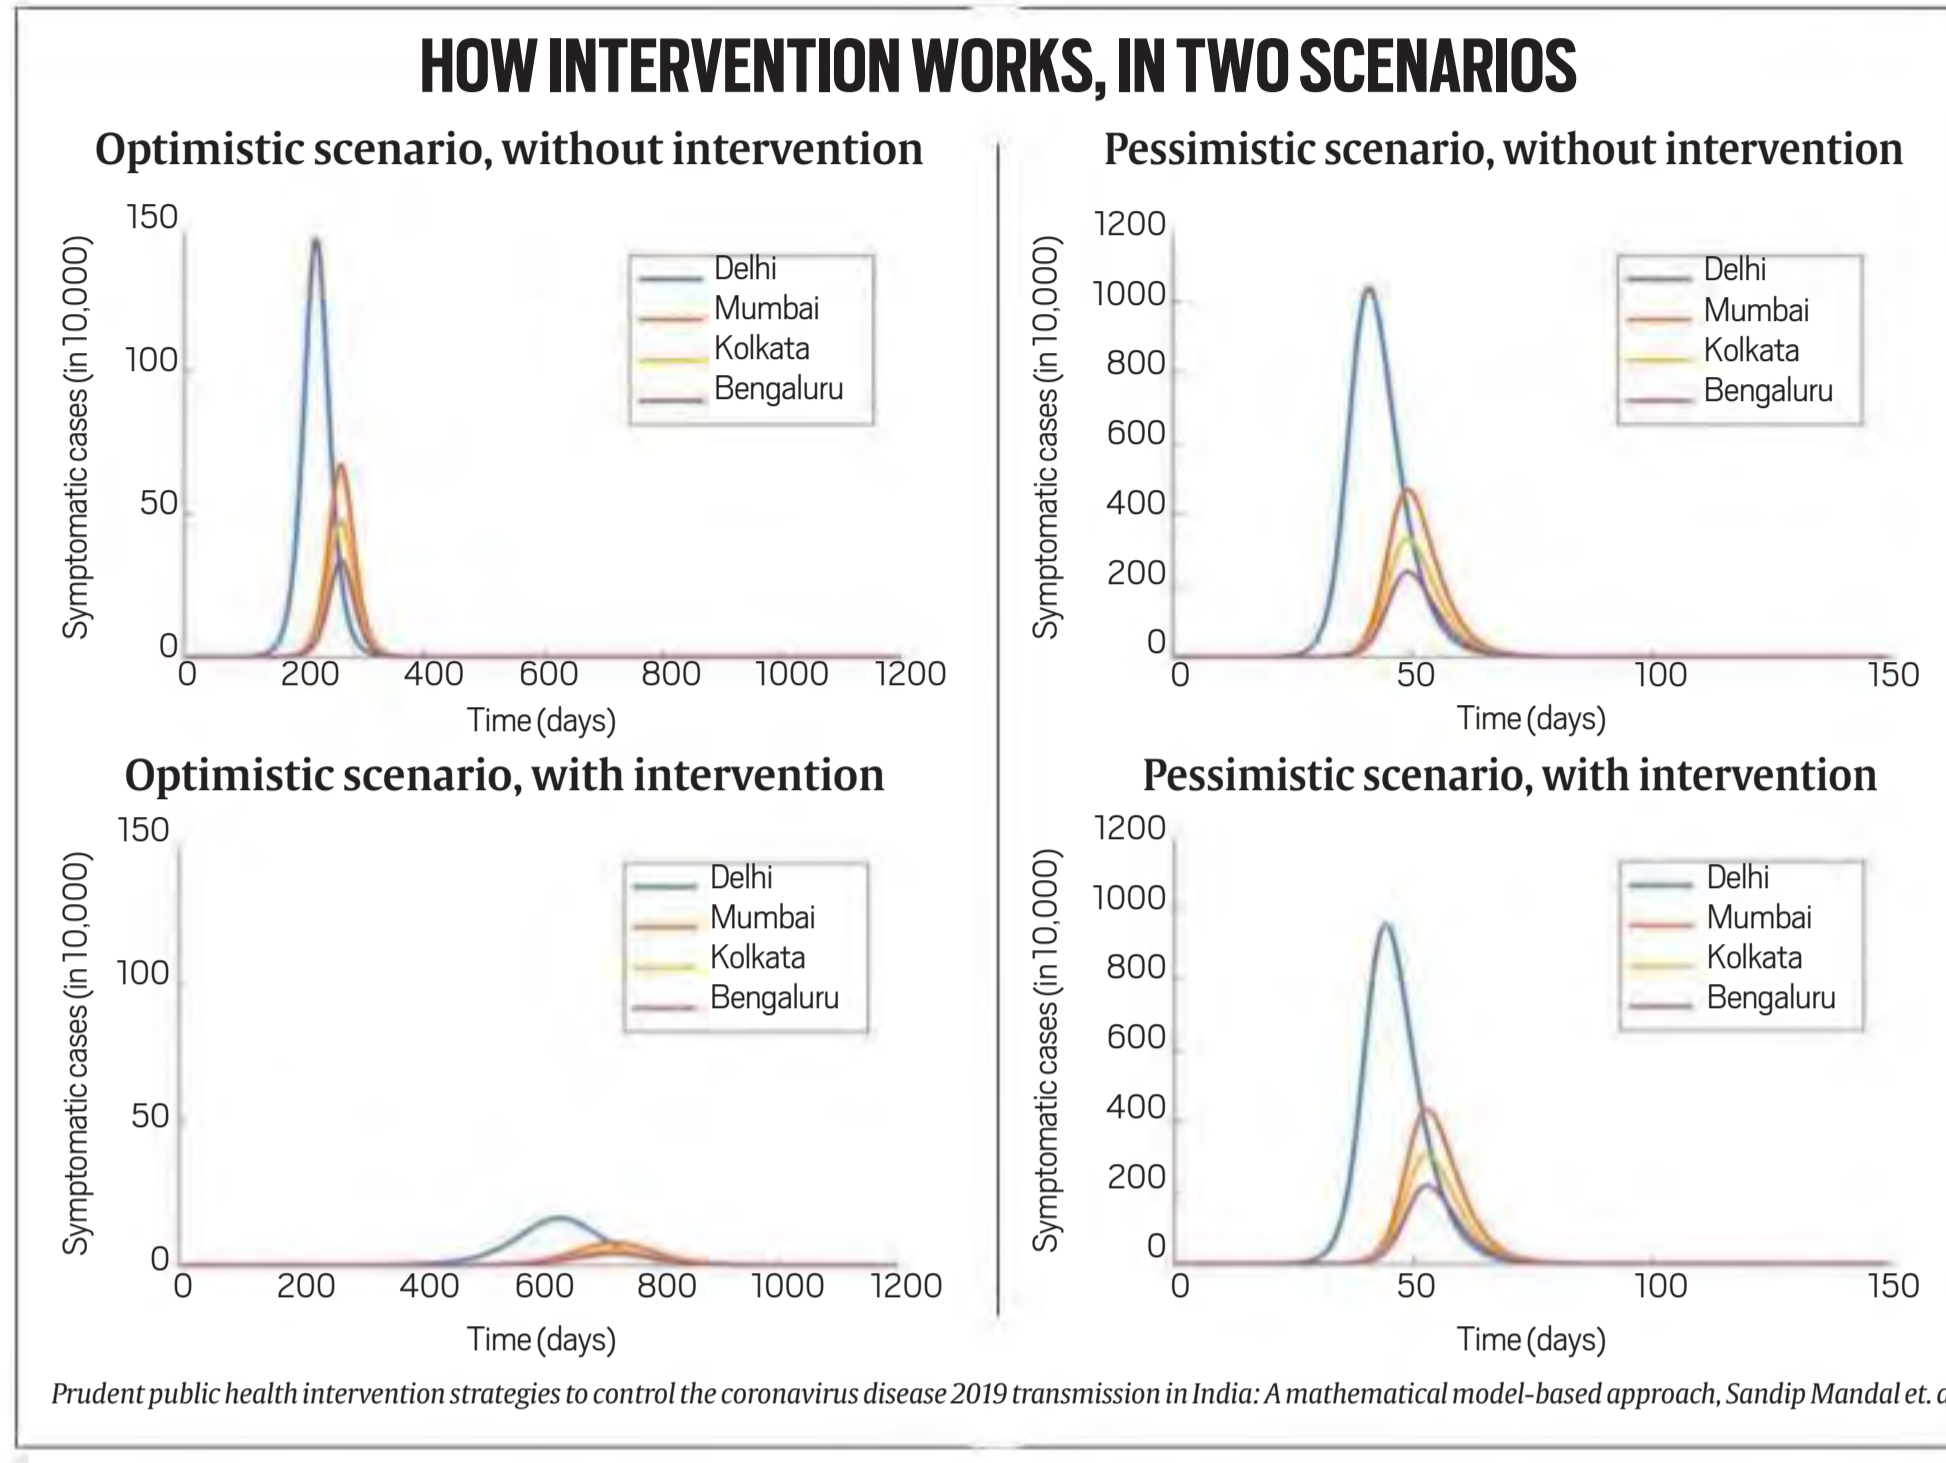 HOW INTERVENTION WORKS, IN TWO SCENARIOS
Optimistic scenario, without intervention
Symptomatic cases (in 10,000)
150
100
50
0
0 200 400 600 800 1000 1200
Time (days)
Delhi
Mumbai
Kolkata
Bengaluru
Pessimistic scenario, without intervention
Symptomatic cases (in 10,000)
1200
1000
800
600
400
200
0
0 50 100 150
Time (days)
Delhi
Mumbai
Kolkata
Bengaluru
Optimistic scenario, with intervention
Symptomatic cases (in 10,000)
150
100
50
0
0 200 400 600 800 1000 1200
Time (days)
Delhi
Mumbai
Kolkata
Bengaluru
Pessimistic scenario, with intervention
Symptomatic cases (in 10,000)
1200
1000
800
600
400
200
0
0 50 100 150
Time (days)
Delhi
Mumbai
Kolkata
Bengaluru
Prudent public health intervention strategies to control the coronavirus disease 2019 transmission in India: A mathematical model-based approach, Sandip Mandal et.